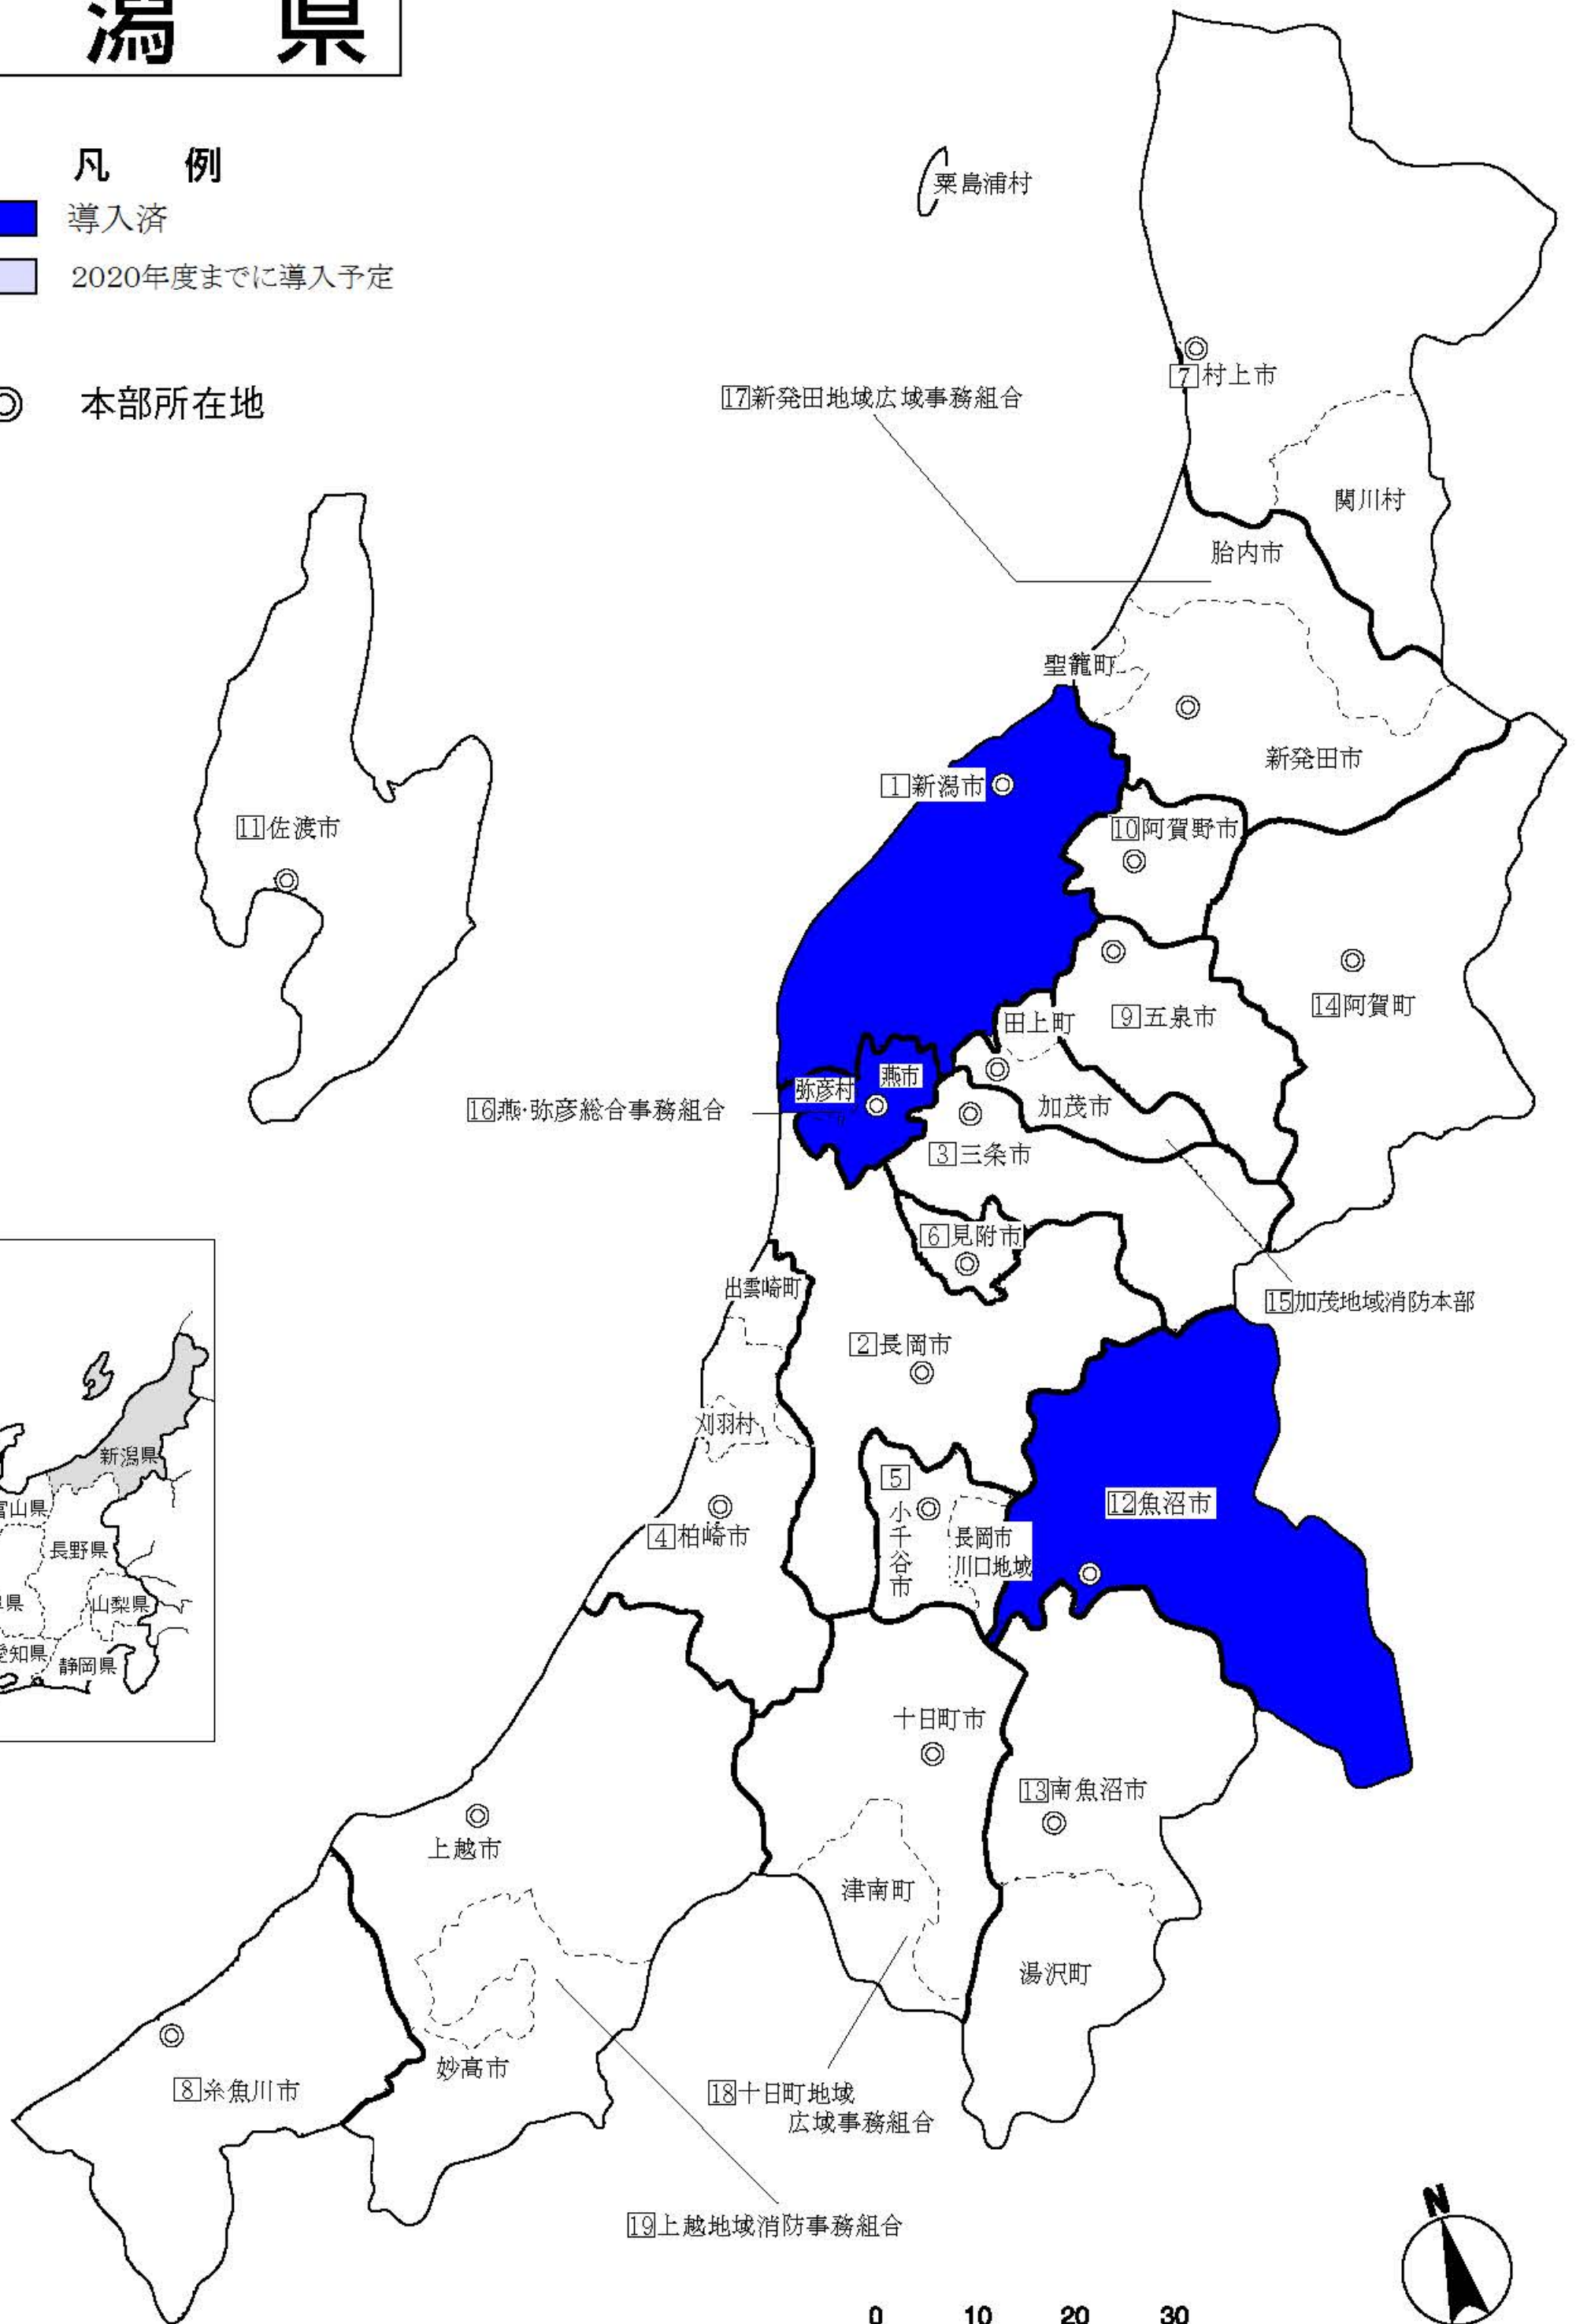 潟県
凡例
導入済
2020年度までに導入予定
本部所在地
粟島浦村
7村上市
17新発田地域広域事務組合
関川村
胎内市
聖籠町
新発田市
1新潟市
10阿賀野市
11佐渡市
14阿賀町
9五泉市
田上町
燕市
弥彦村
加茂市
16燕・弥彦総合事務組合
3三条市
6見附市
出雲崎町
15加茂地域消防本部
2長岡市
刈羽村
5
小千谷市
長岡市
川口地域
12魚沼市
4柏崎市
新潟県
富山県
長野県
県
山梨県
愛知県
静岡県
十日町市
13南魚沼市
上越市
津南町
湯沢町
妙高市
8糸魚川市
18十日町地域
広域事務組合
19上越地域消防事務組合
N
0 10 20 30